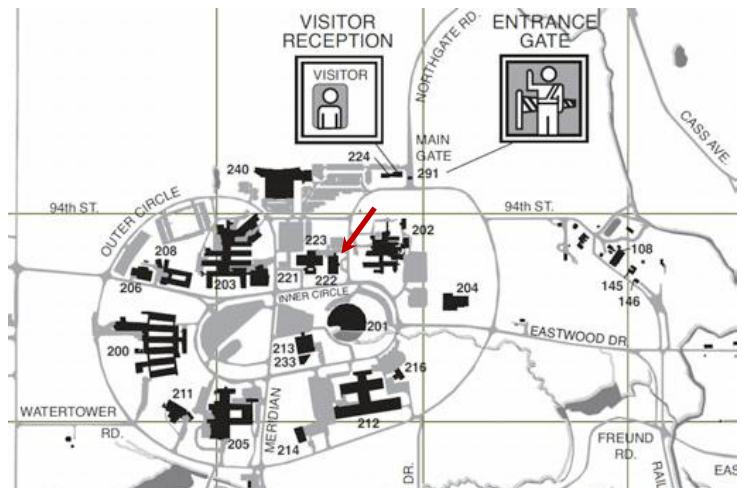 VISITOR
RECEPTION
VISITOR
ENTRANCE
GATE
NORTHGATE RD.
CASS AVE.
MAIN
GATE
224
291
240
94th ST.
94th ST.
OUTER CIRCLE
202
208
223
108
206
203
221
222
145
146
INNER CIRCLE
204
201
EASTWOOD DR.
200
213
233
216
211
212
WATERTOWER
RD.
205
MERIDIAN
214
DR.
FREUND
RD.
RAIL
EAS